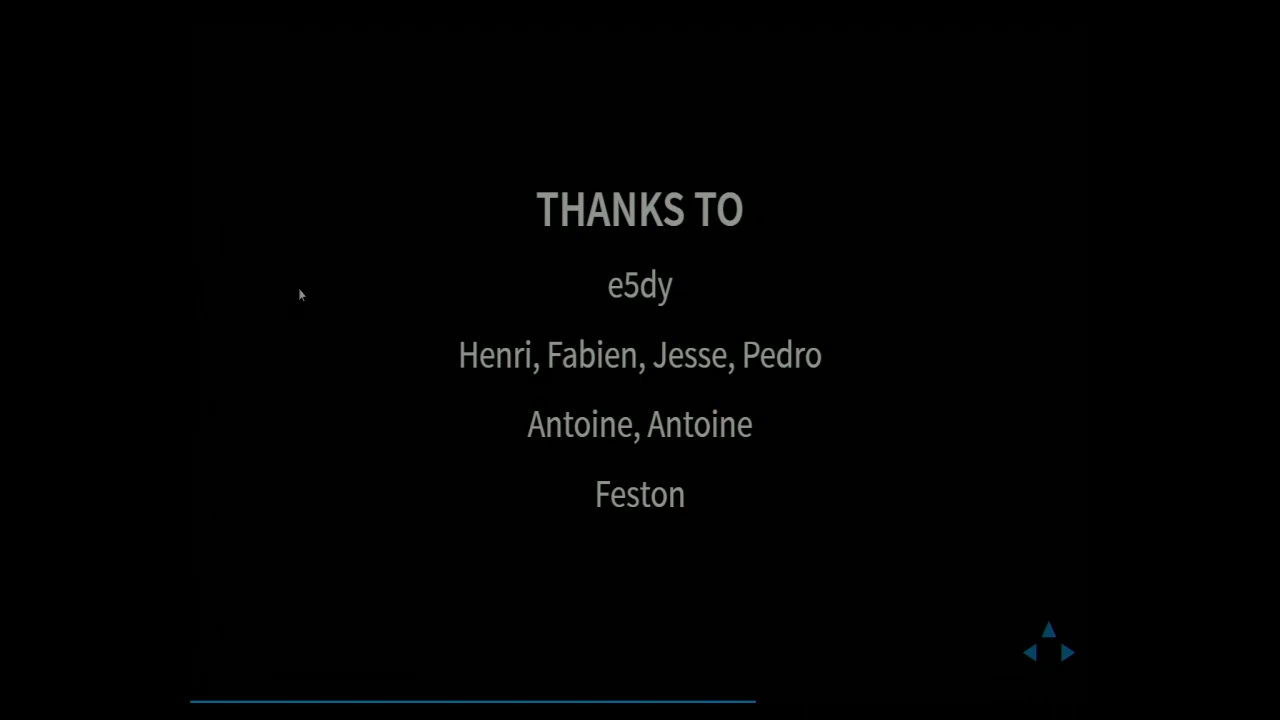 THANKS TO
e5dy
Henri, Fabien, Jesse, Pedro
Antoine, Antoine
Feston